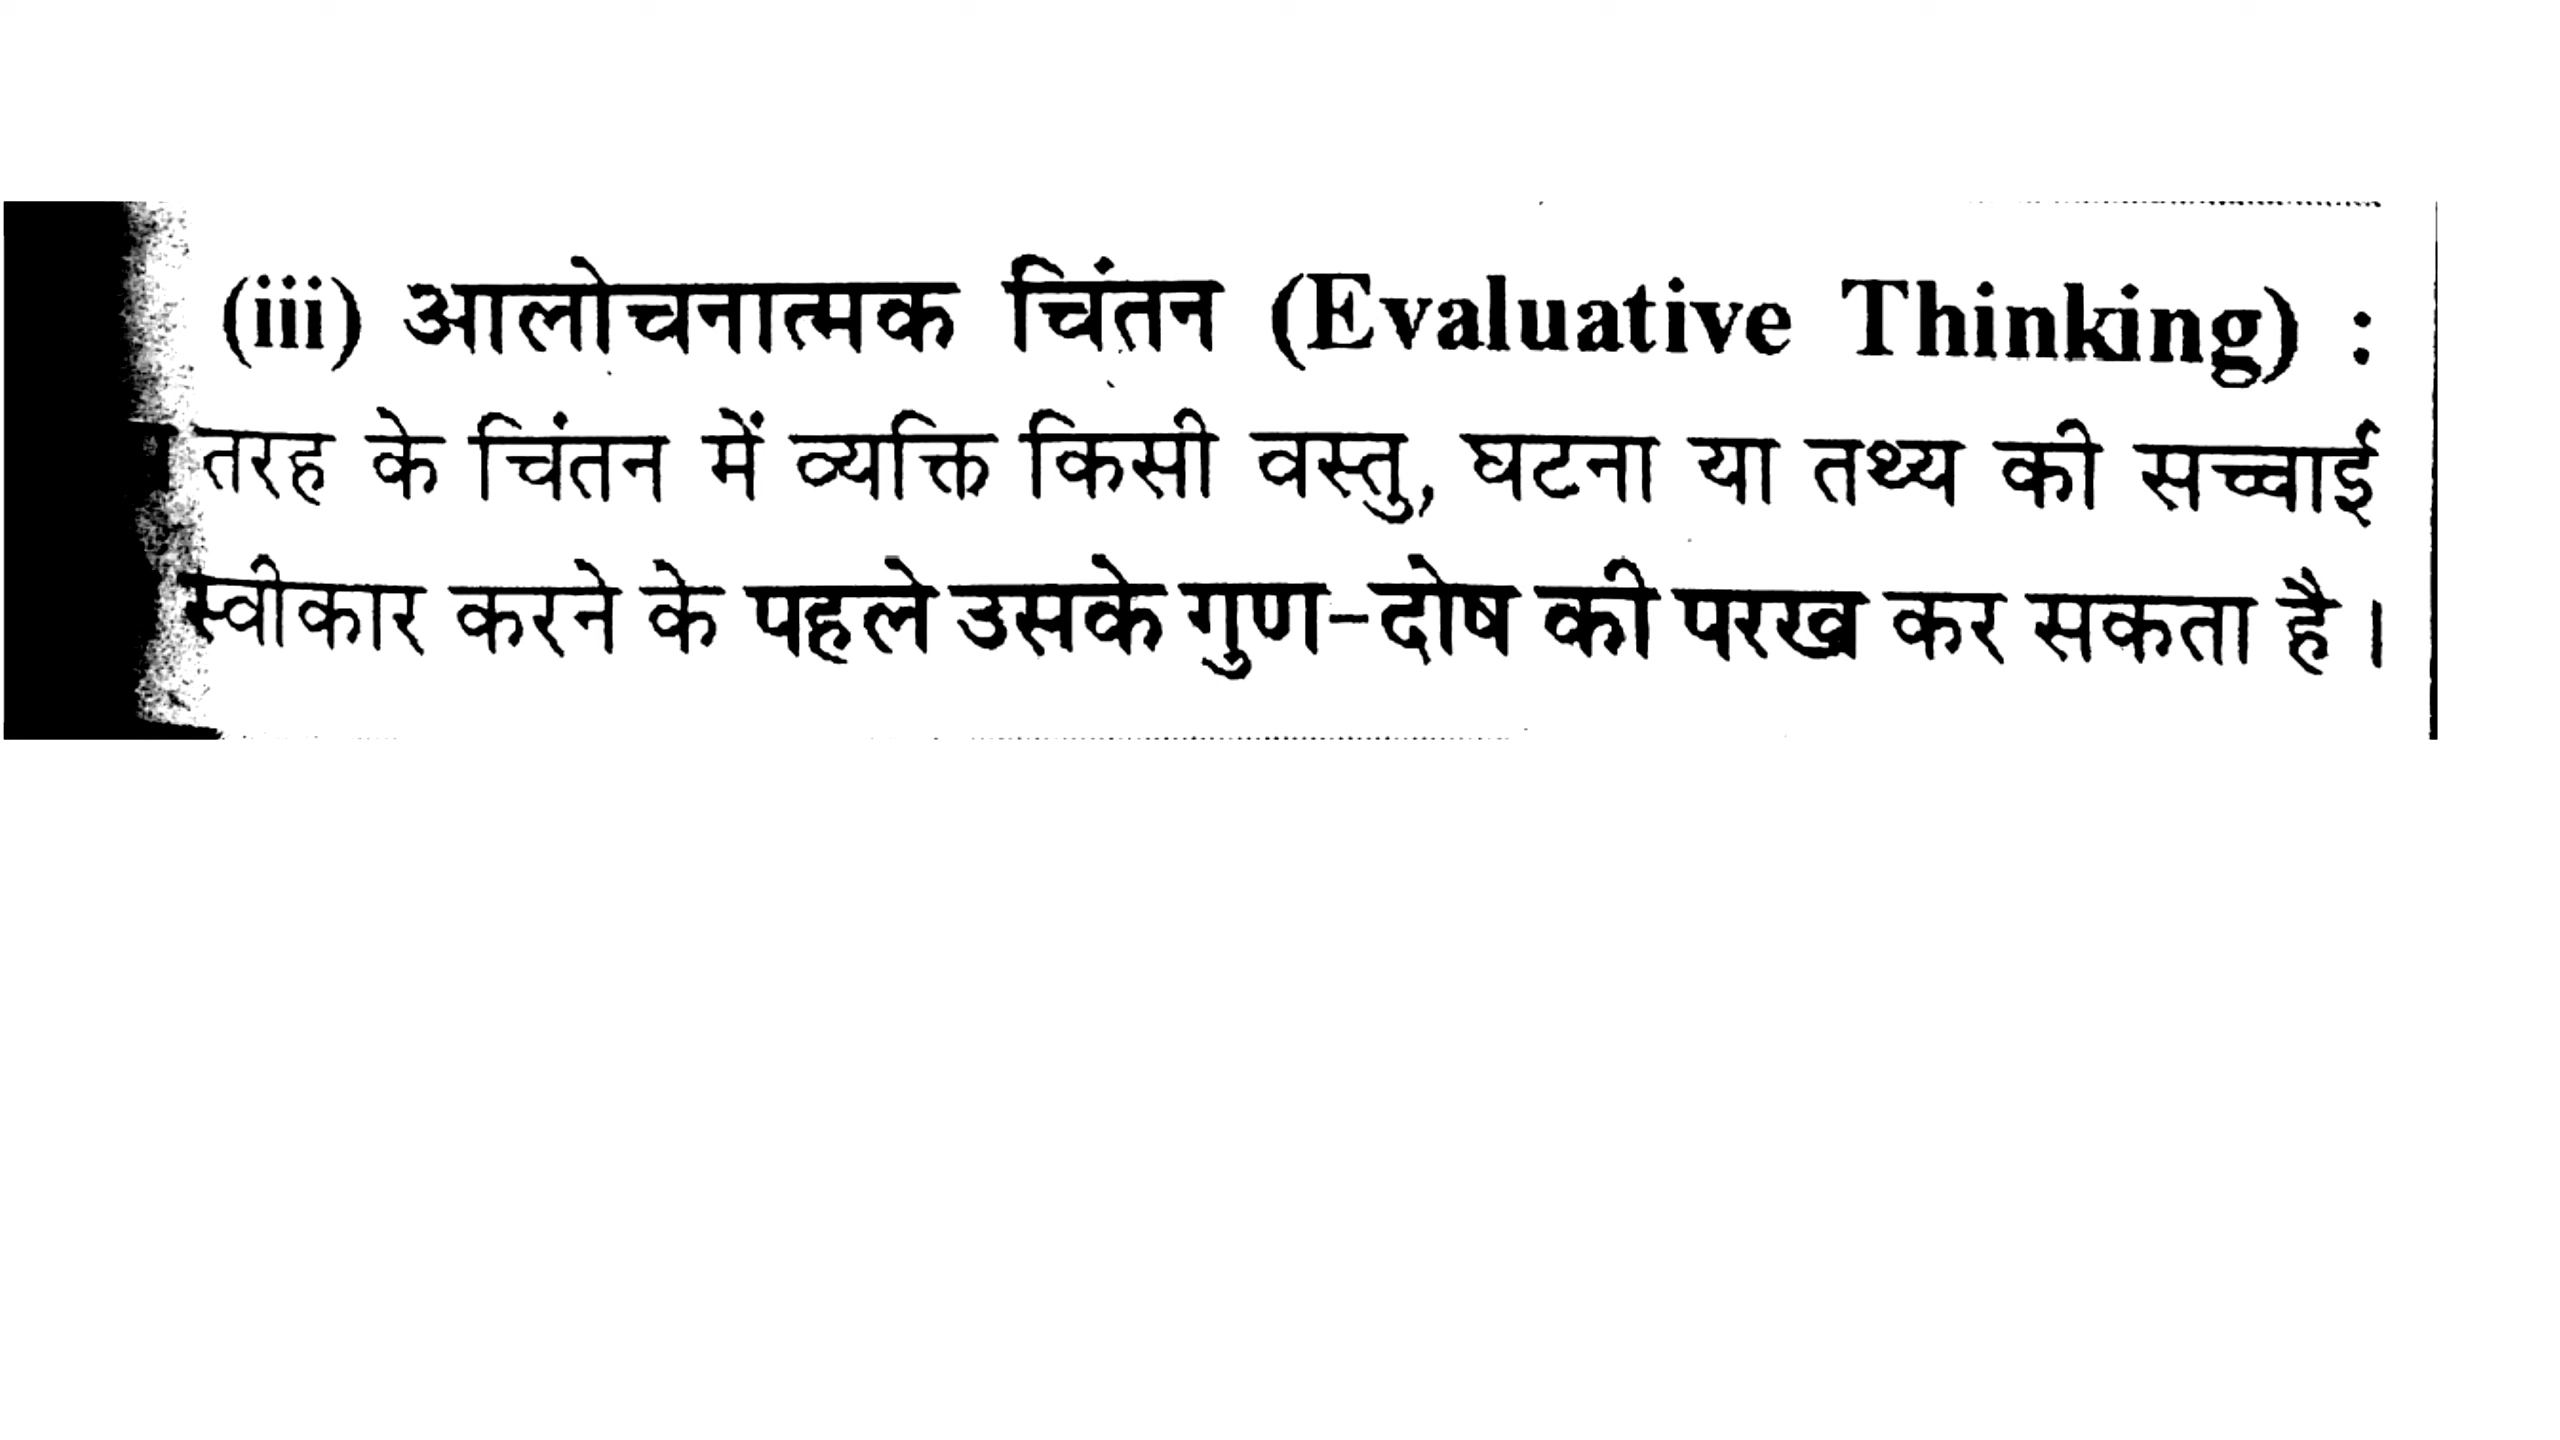 (iii) आलोचनात्मक चिंतन (Evaluative Thinking) :
तरह के चिंतन में व्यक्ति किसी वस्तु, घटना या तथ्य की सच्चाई
स्वीकार करने के पहले उसके गुण-दोष की परख कर सकता है।